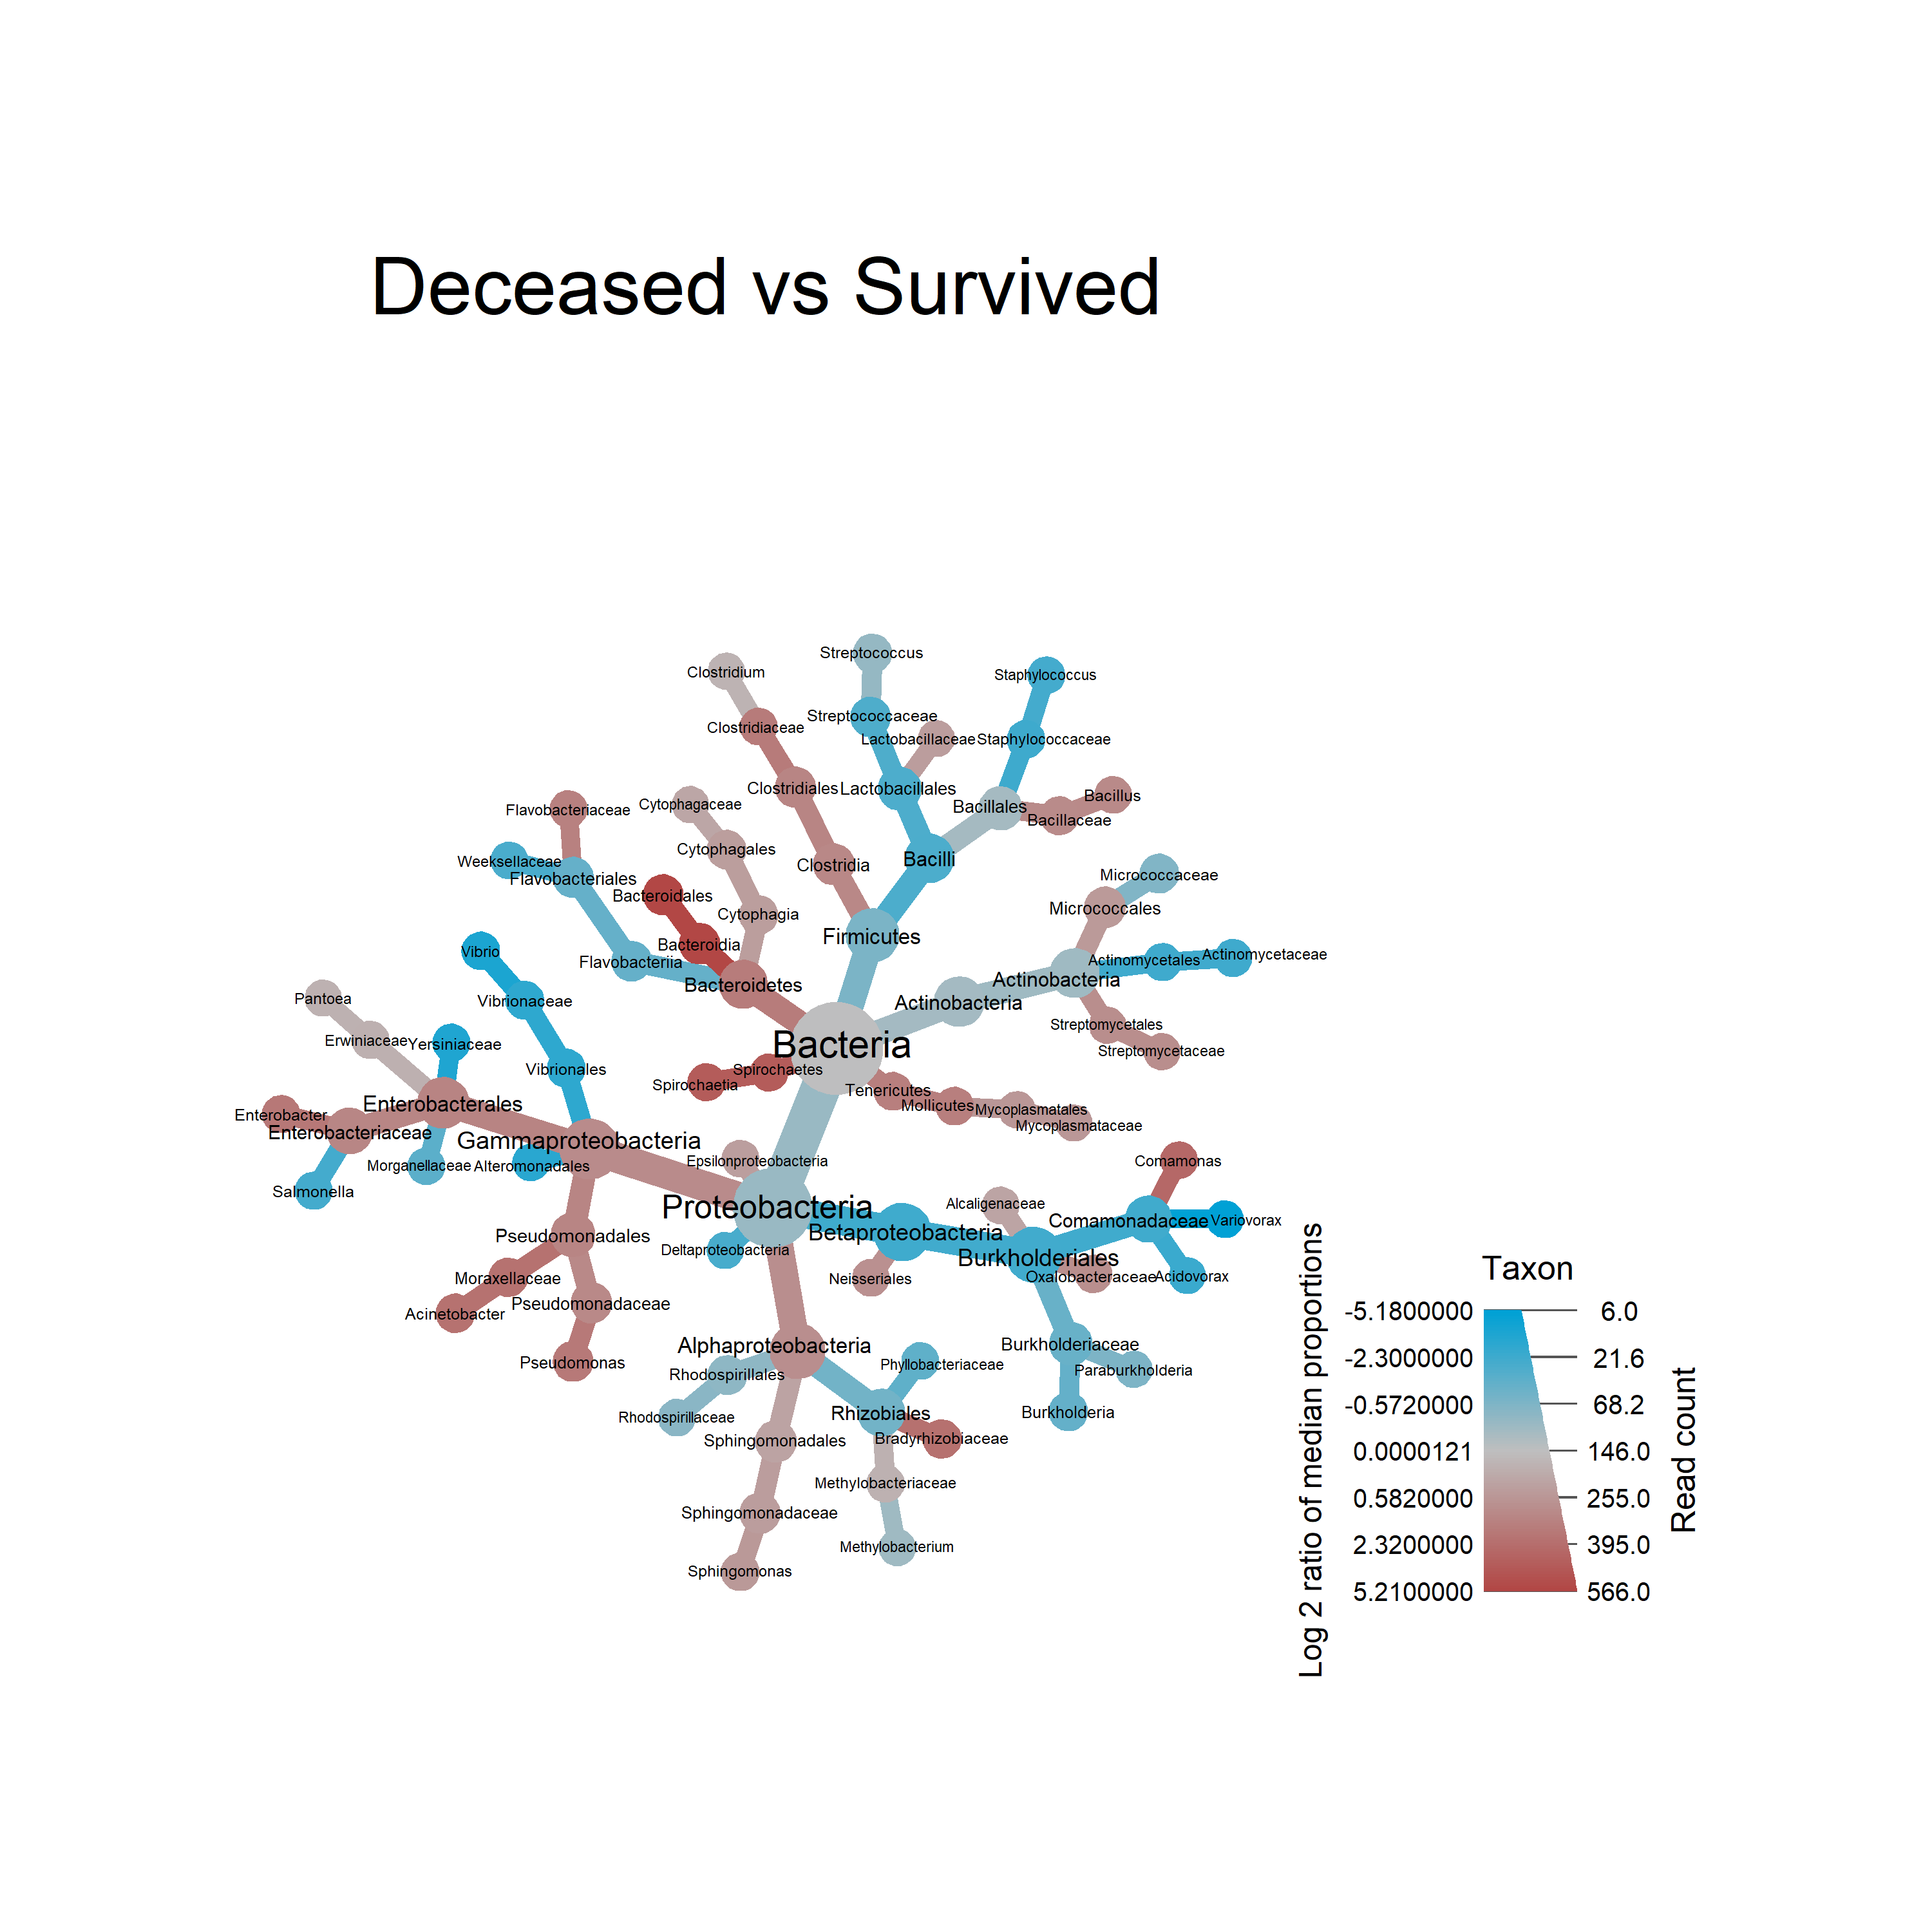 Deceased vs Survived
Streptococcus
Clostridium
Staphylococcus
Streptococcaceae
Clostridiaceae
Lactobacillaceae
Staphylococcaceae
Clostridiales
Lactobacillales
Bacillus
Cytophagaceae
Bacillales
Flavobacteriaceae
Bacillaceae
Cytophagales
Weeksellaceae
Bacilli
Clostridia
Flavobacteriales
Micrococcaceae
Bacteroidales
Micrococcales
Cytophagia
Firmicutes
Bacteroidia
Vibrio
Actinomycetaceae
Actinomycetales
Flavobacteriia
Actinobacteria
Bacteroidetes
Pantoea
Vibrionaceae
Actinobacteria
Streptomycetales
Erwiniaceae
Yersiniaceae
Bacteria
Streptomycetaceae
Vibrionales
Spirochaetes
Spirochaetia
Tenericutes
Enterobacterales
Mollicutes
Mycoplasmatales
Enterobacter
Mycoplasmataceae
Enterobacteriaceae
Gammaproteobacteria
Epsilonproteobacteria
Comamonas
Morganellaceae
Alteromonadales
Salmonella
Alcaligenaceae
Proteobacteria
Comamonadaceae
Variovorax
Betaproteobacteria
Pseudomonadales
Deltaproteobacteria
Burkholderiales
Moraxellaceae
Neisseriales
Oxalobacteraceae
Acidovorax
Pseudomonadaceae
Acinetobacter
Alphaproteobacteria
Burkholderiaceae
Pseudomonas
Phyllobacteriaceae
Paraburkholderia
Rhodospirillales
Rhizobiales
Burkholderia
Rhodospirillaceae
Bradyrhizobiaceae
Sphingomonadales
Methylobacteriaceae
Sphingomonadaceae
Methylobacterium
Sphingomonas
Taxon
Log 2 ratio of median proportions
-5.1800000 6.0
-2.3000000 21.6
-0.5720000 68.2
0.0000121 146.0
0.5820000 255.0
2.3200000 395.0
5.2100000 566.0
Read count